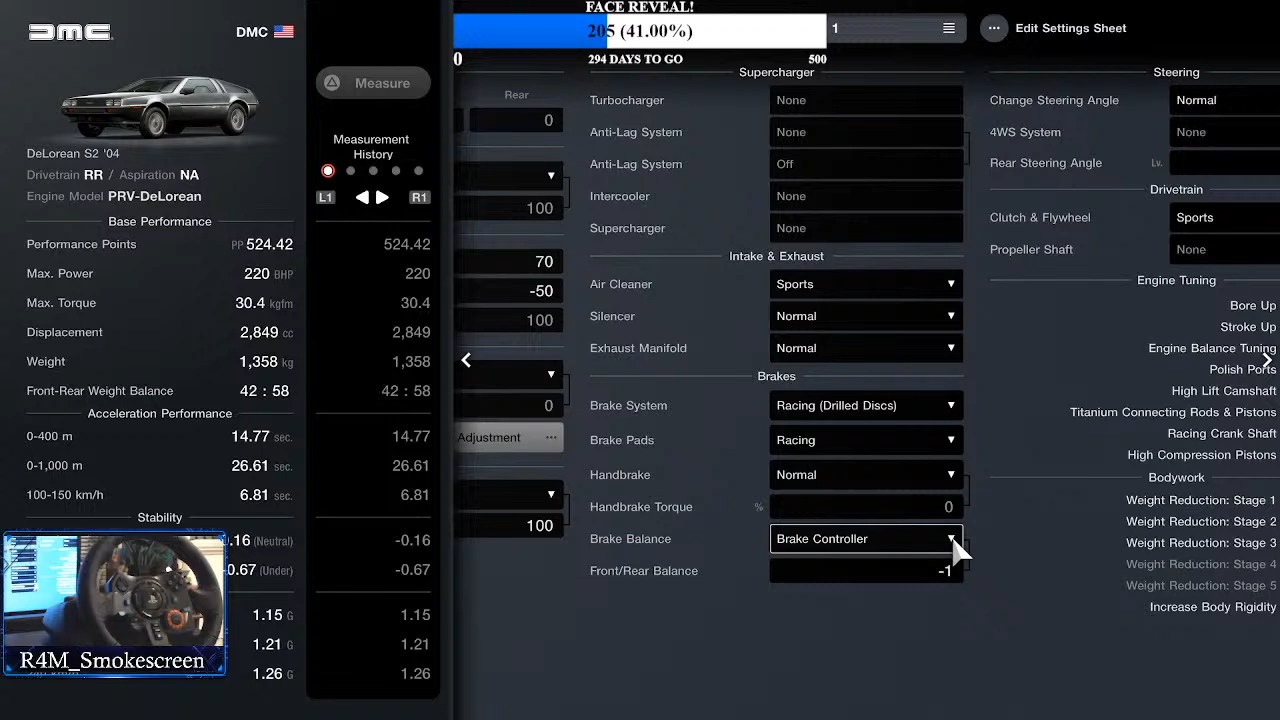 FACE REVEAL!
DMC
DMC
205 (41.00%)
1
Edit Settings Sheet
0
294 DAYS TO GO
500
Supercharger
Steering
Measure
Rear
0
Turbocharger
None
Change Steering Angle
Normal
Anti-Lag System
None
4WS System
None
Measurement
History
DeLorean S2 '04
Anti-Lag System
Off
Rear Steering Angle
Lv.
Drivetrain RR / Aspiration NA
Engine Model PRV-DeLorean
L1
R1
Intercooler
None
Drivetrain
100
Base Performance
Supercharger
None
Clutch & Flywheel
Sports
Performance Points
PP 524.42
524.42
Intake & Exhaust
Propeller Shaft
None
Max. Power
220 BHP
220
70
Air Cleaner
Sports
Engine Tuning
Max. Torque
30.4 kgfm
30.4
-50
Bore Up
Displacement
2,849 cc
2,849
100
Silencer
Normal
Stroke Up
Weight
1,358 kg
1,358
Exhaust Manifold
Normal
Engine Balance Tuning
Polish Ports
Front-Rear Weight Balance
42 : 58
42 : 58
Brakes
High Lift Camshaft
Acceleration Performance
0
Brake System
Racing (Drilled Discs)
Titanium Connecting Rods & Pistons
0-400 m
14.77 sec.
14.77
Adjustment
Brake Pads
Racing
Racing Crank Shaft
High Compression Pistons
0-1,000 m
26.61 sec.
26.61
Handbrake
Normal
Bodywork
100-150 km/h
6.81 sec.
6.81
Handbrake Torque
%
0
Weight Reduction: Stage 1
Stability
100
Weight Reduction: Stage 2
0.16 (Neutral)
-0.16
Brake Balance
Brake Controller
Weight Reduction: Stage 3
0.67 (Under)
-0.67
Front/Rear Balance
-1
Weight Reduction: Stage 4
Weight Reduction: Stage 5
1.15 G
1.15
Increase Body Rigidity
1.21 G
1.21
R4M_Smokescreen
1.26 G
1.26